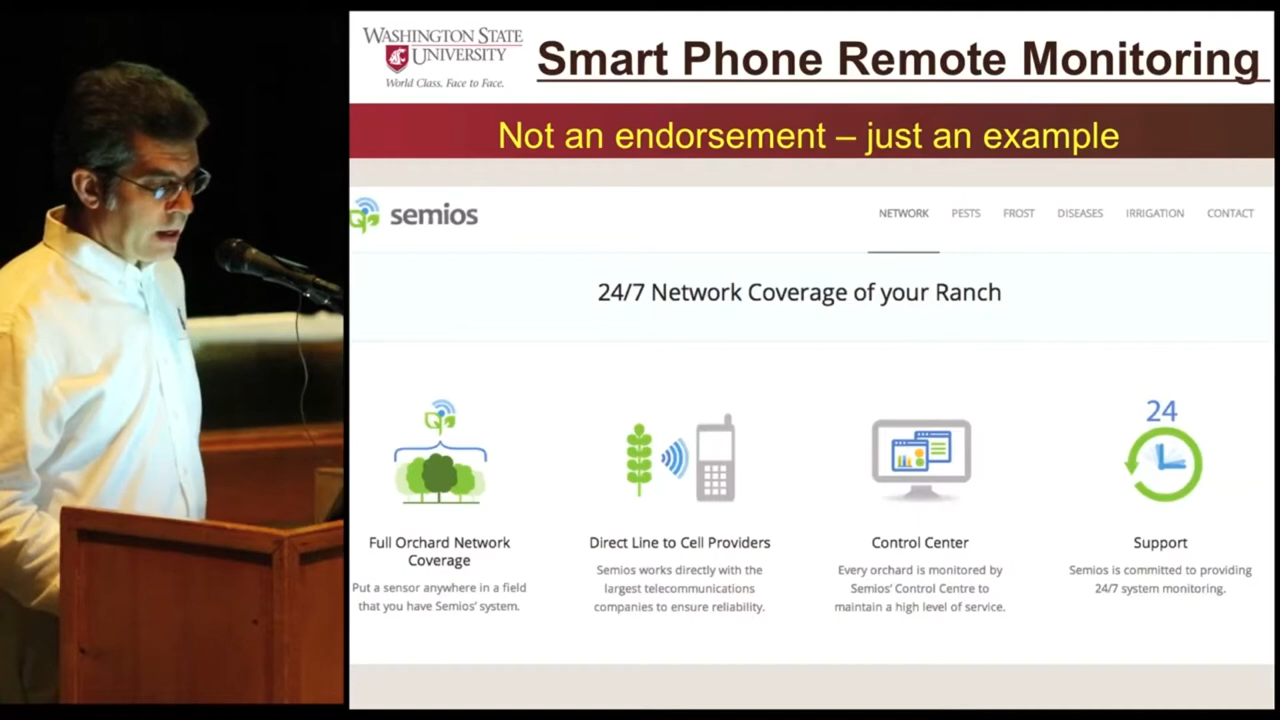 WASHINGTON STATE
UNIVERSITY
World Class. Face to Face.
Smart Phone Remote Monitoring
Not an endorsement – just an example
semios
NETWORK PESTS FROST DISEASES IRRIGATION CONTACT
24/7 Network Coverage of your Ranch
24
Full Orchard Network
Coverage
Put a sensor anywhere in a field
that you have Semios' system.
Direct Line to Cell Providers
Semios works directly with the
largest telecommunications
companies to ensure reliability.
Control Center
Every orchard is monitored by
Semios' Control Centre to
maintain a high level of service.
Support
Semios is committed to providing
24/7 system monitoring.